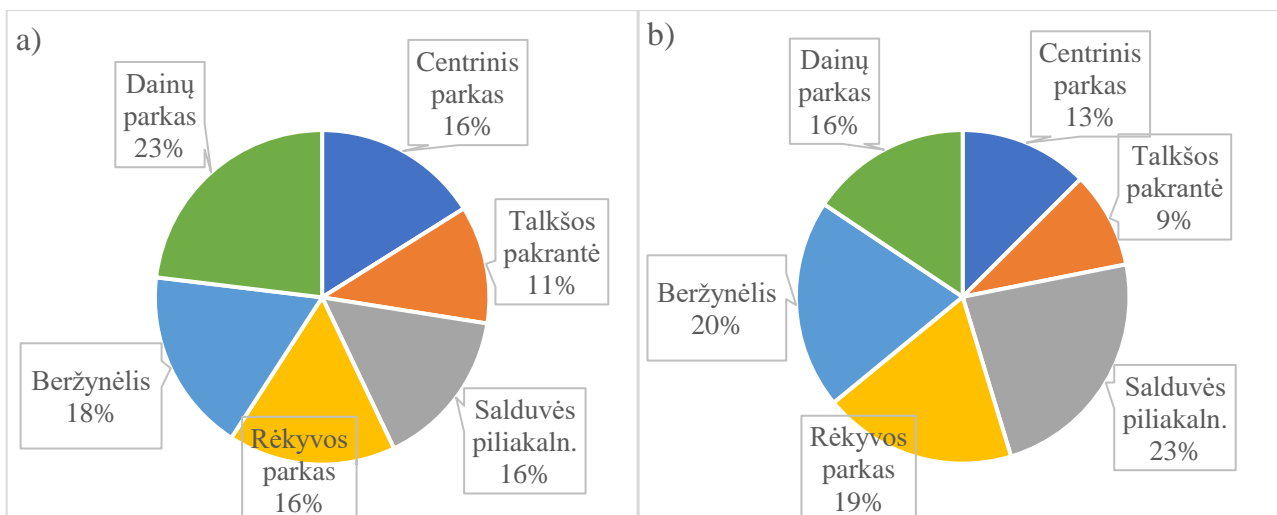 a)
Centrinis
parkas
16%
Talkšos
pakrantė
11%
Salduvės
piliakaln.
16%
Rėkyvos
parkas
16%
Beržynėlis
18%
Dainų
parkas
23%
b)
Centrinis
parkas
13%
Talkšos
pakrantė
9%
Salduvės
piliakaln.
23%
Rėkyvos
parkas
19%
Beržynėlis
20%
Dainų
parkas
16%